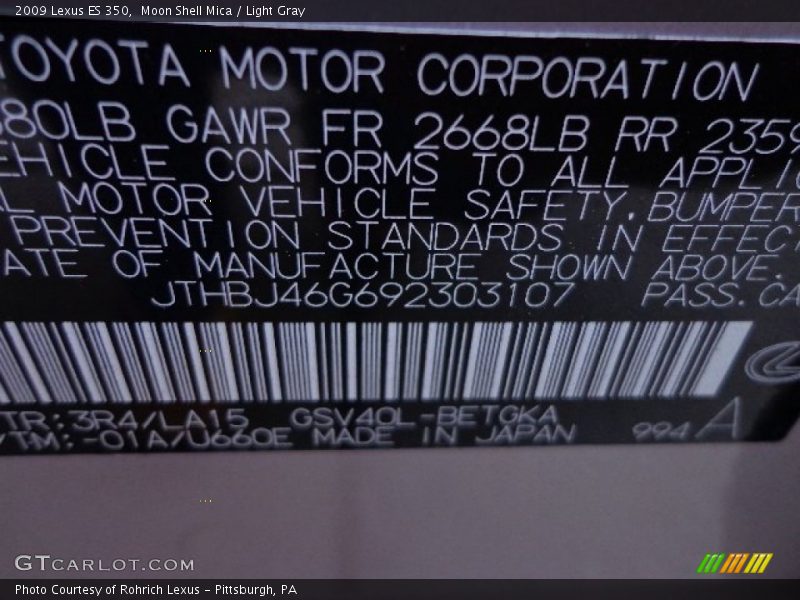 2009 Lexus ES 350,  Moon Shell Mica / Light Gray
TOYOTA MOTOR CORPORATION
880LB GAWR FR 2668LB RR 2359
EHICLE CONFORMS TO ALL APPLIC
AL MOTOR VEHICLE SAFETY, BUMPER
PREVENTION STANDARDS IN EFFECT
ATE OF MANUFACTURE SHOWN ABOVE.
JTHBJ46G692303107 PASS. CA
TR: 3R4/LA15 GSV40L-BETGKA
/TM: -01A/U660E MADE IN JAPAN 994 A
GTCARLOT.COM
Photo Courtesy of Rohrich Lexus - Pittsburgh, PA